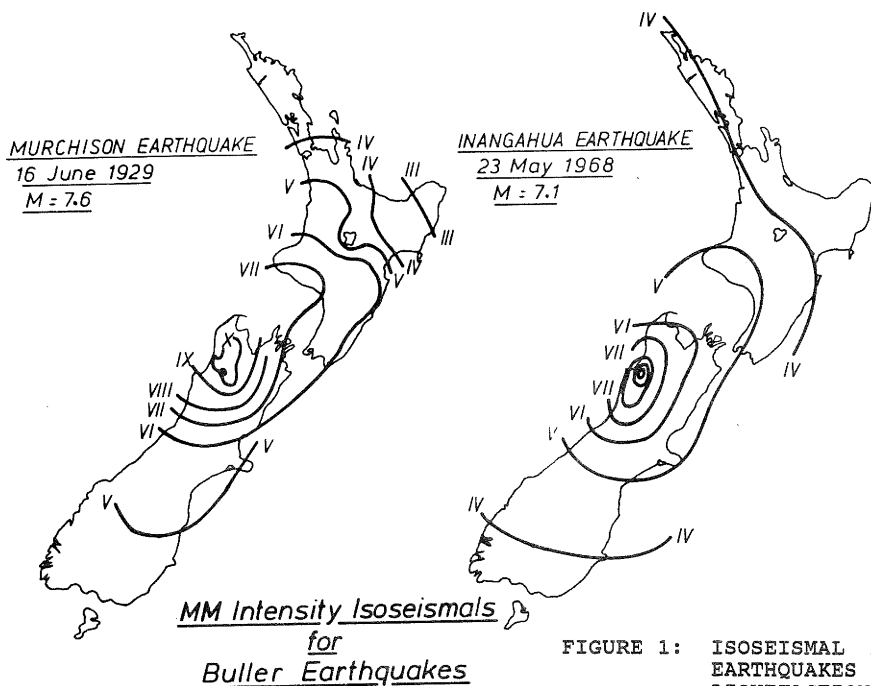 MURCHISON EARTHQUAKE
16 June 1929
M = 7.6
IV
IV
III
V
VI
III
VII
IV
V
X
IX
VIII
VII
VI
V
V
INANGAHUA EARTHQUAKE
23 May 1968
M = 7.1
IV
V
VI
VII
IV
VII
VI
V
IV
IV
MM Intensity Isoseismals
for
Buller Earthquakes
FIGURE 1: ISOSEISMAL
EARTHQUAKES